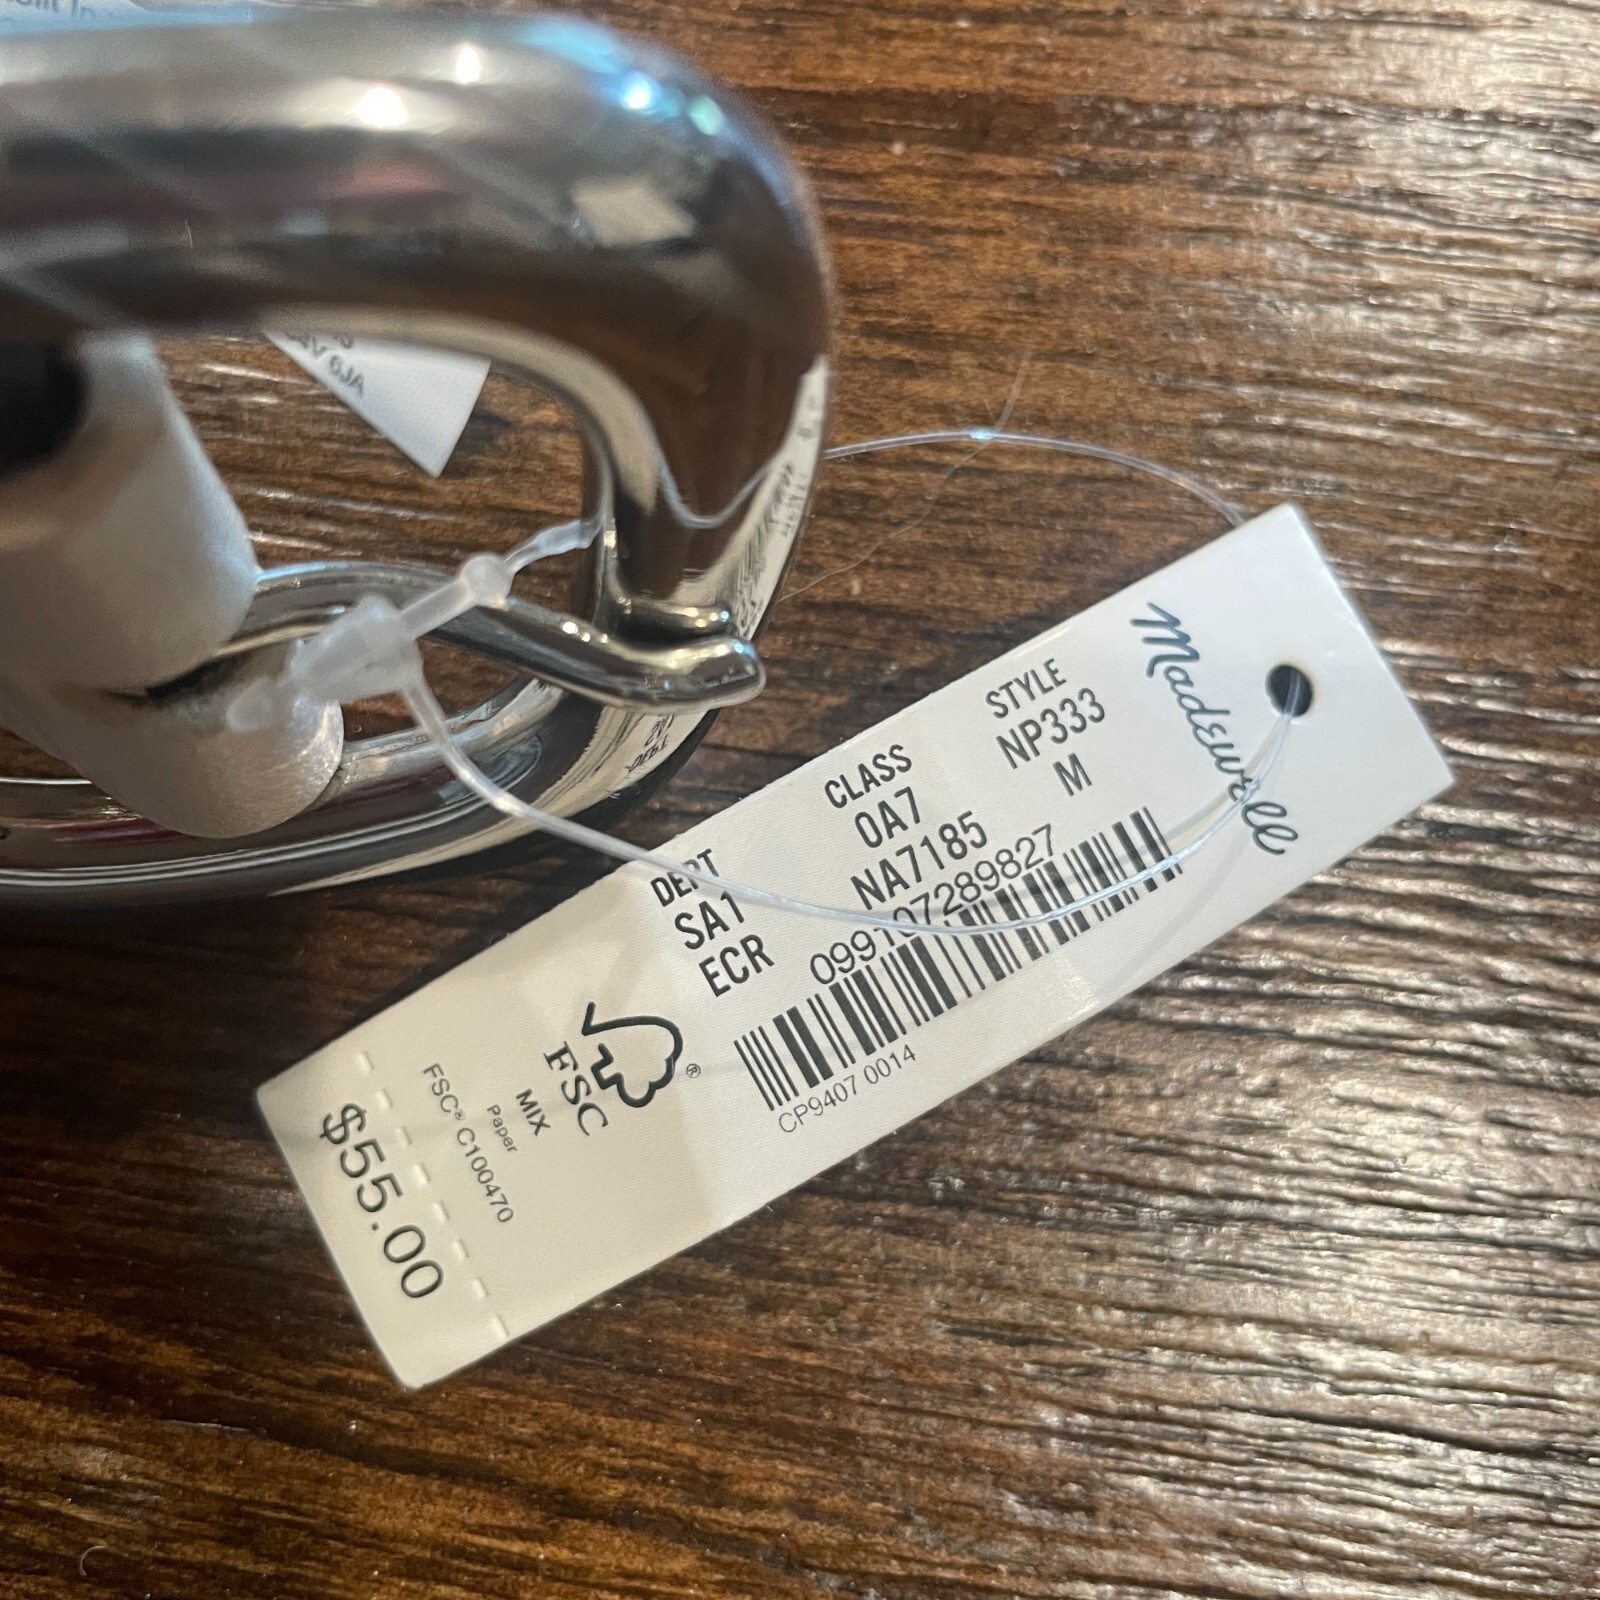 Madewell
STYLE
NP333
M
CLASS
0A7
NA7185
DEPT
SA1
ECR
099107289827
CP9407 0014
FSC®
MIX
Paper
FSC® C100470
$55.00
6JA